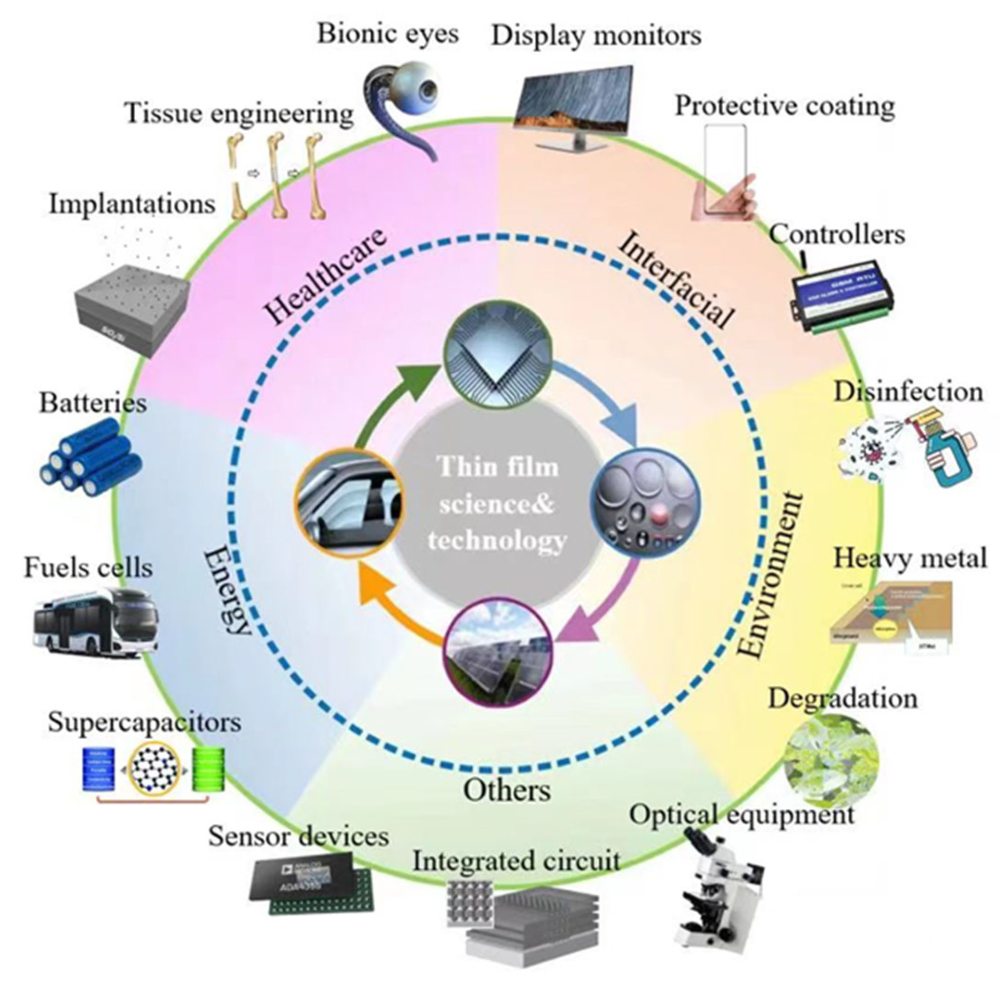 Bionic eyes
Display monitors
Tissue engineering
Protective coating
Implantations
Controllers
Healthcare
Interfacial
Batteries
Disinfection
Thin film
science&
technology
Fuels cells
Energy
Environment
Heavy metal
Supercapacitors
Degradation
Others
Optical equipment
Sensor devices
Integrated circuit